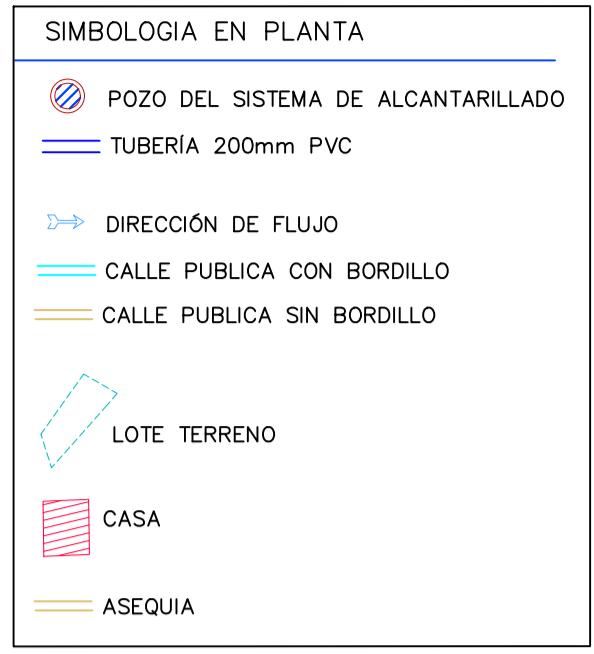 SIMBOLOGIA EN PLANTA
POZO DEL SISTEMA DE ALCANTARILLADO
TUBERÍA 200mm PVC
DIRECCIÓN DE FLUJO
CALLE PUBLICA CON BORDILLO
CALLE PUBLICA SIN BORDILLO
LOTE TERRENO
CASA
ASEQUIA